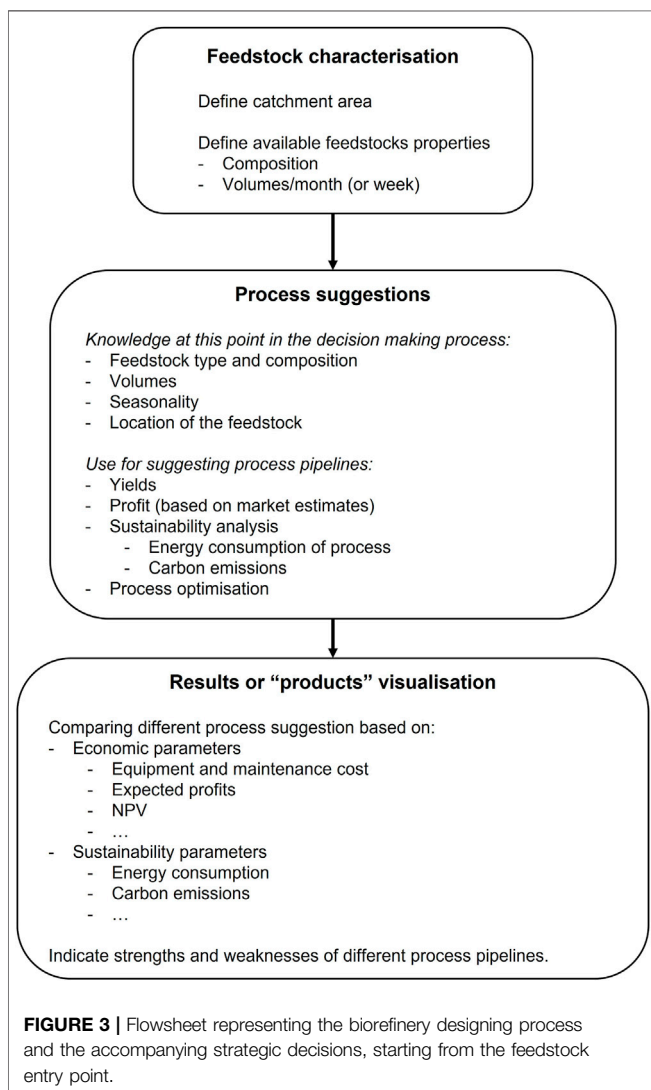 Feedstock characterisation
Define catchment area
Define available feedstocks properties
- Composition
- Volumes/month (or week)
Process suggestions
Knowledge at this point in the decision making process:
- Feedstock type and composition
- Volumes
- Seasonality
- Location of the feedstock
Use for suggesting process pipelines:
- Yields
- Profit (based on market estimates)
- Sustainability analysis
- Energy consumption of process
- Carbon emissions
- Process optimisation
Results or “products” visualisation
Comparing different process suggestion based on:
- Economic parameters
- Equipment and maintenance cost
- Expected profits
- NPV
- …
- Sustainability parameters
- Energy consumption
- Carbon emissions
- …
Indicate strengths and weaknesses of different process pipelines.
FIGURE 3 | Flowsheet representing the biorefinery designing process
and the accompanying strategic decisions, starting from the feedstock
entry point.